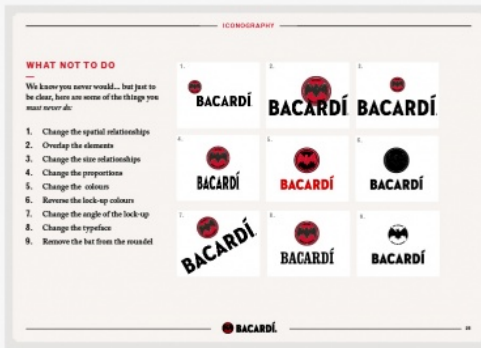 ICONOGRAPHY
WHAT NOT TO DO
We know you never would... but just to
be clear, here are some of the things you
must never do:
1. Change the spatial relationships
2. Overlap the elements
3. Change the size relationships
4. Change the proportions
5. Change the colours
6. Reverse the lock-up colours
7. Change the angle of the lock-up
8. Change the typeface
9. Remove the bat from the roundel
1.
BACARDÍ
2.
BACARDÍ
3.
BACARDÍ
4.
BACARDÍ
5.
BACARDÍ
6.
BACARDÍ
7.
BACARDÍ
8.
BACARDÍ
9.
BACARDÍ
BACARDÍ